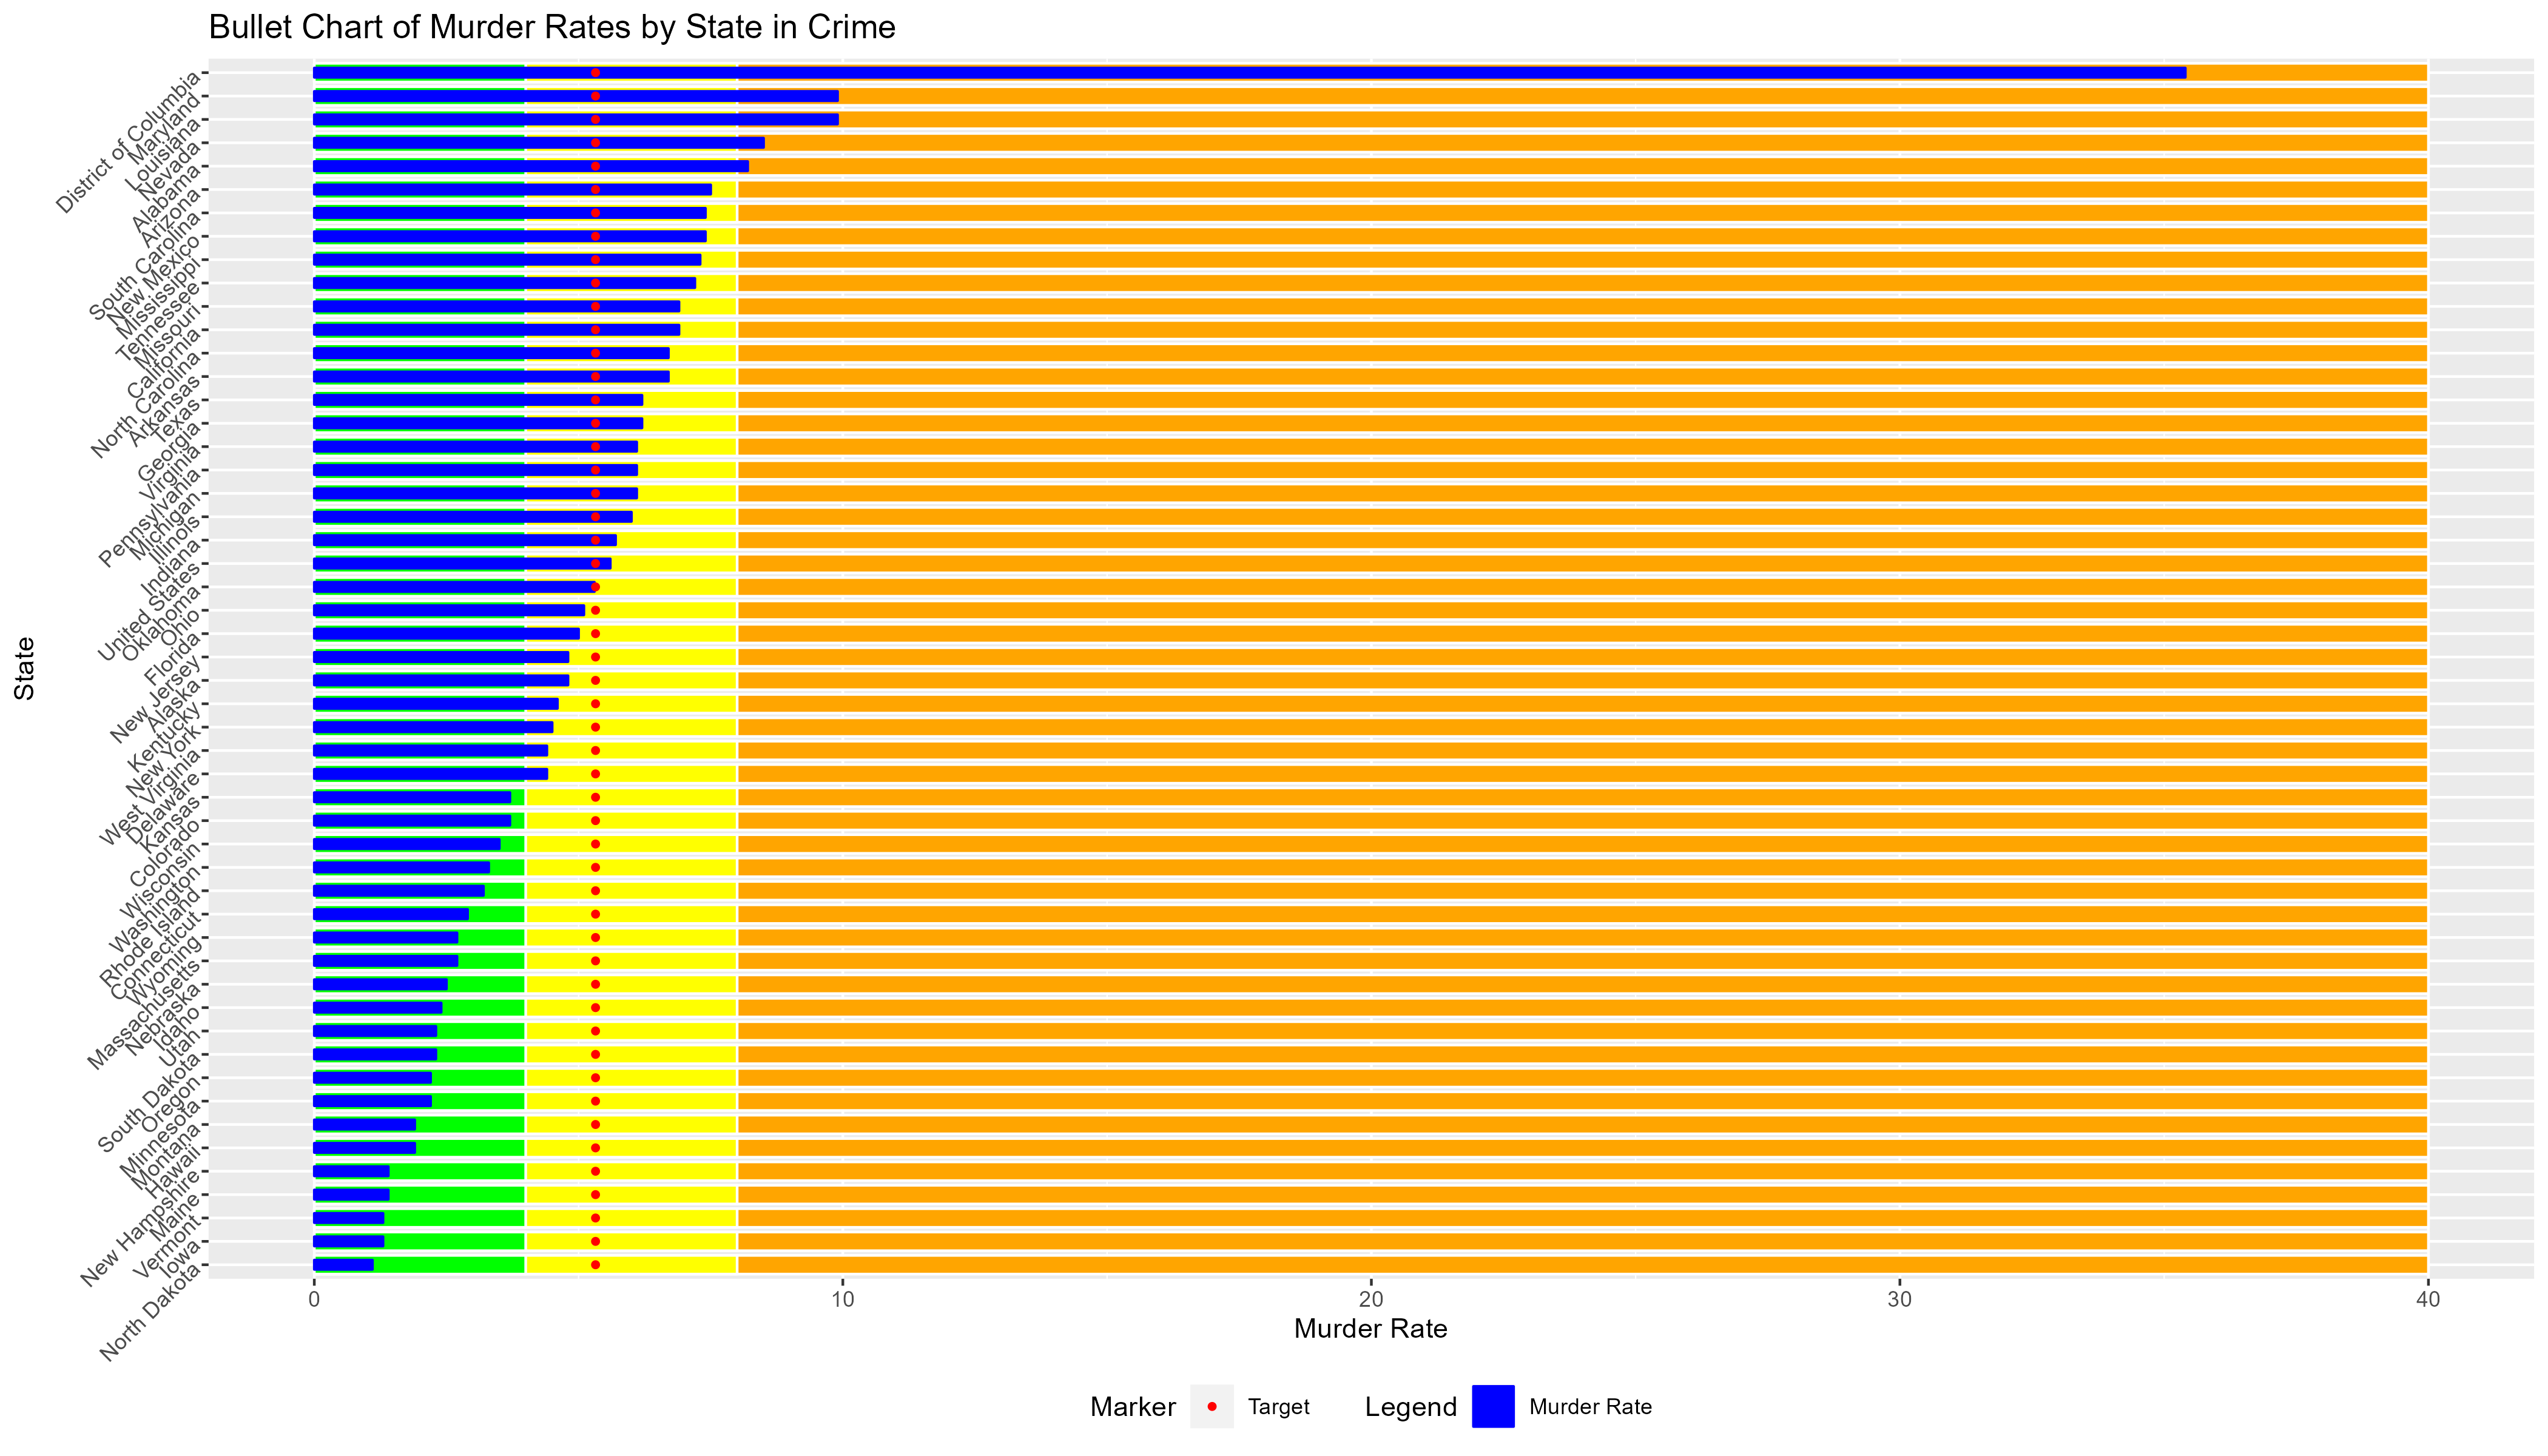 Bullet Chart of Murder Rates by State in Crime
State
District of Columbia
Maryland
Louisiana
Nevada
Alabama
Arizona
South Carolina
New Mexico
Mississippi
Tennessee
Missouri
California
North Carolina
Arkansas
Texas
Georgia
Virginia
Pennsylvania
Michigan
Illinois
Indiana
United States
Oklahoma
Ohio
Florida
New Jersey
Alaska
Kentucky
New York
West Virginia
Delaware
Kansas
Colorado
Wisconsin
Washington
Rhode Island
Connecticut
Wyoming
Massachusetts
Nebraska
Idaho
Utah
South Dakota
Oregon
Minnesota
Montana
Hawaii
New Hampshire
Maine
Vermont
Iowa
North Dakota
0 10 20 30 40
Murder Rate
Marker Target Legend Murder Rate